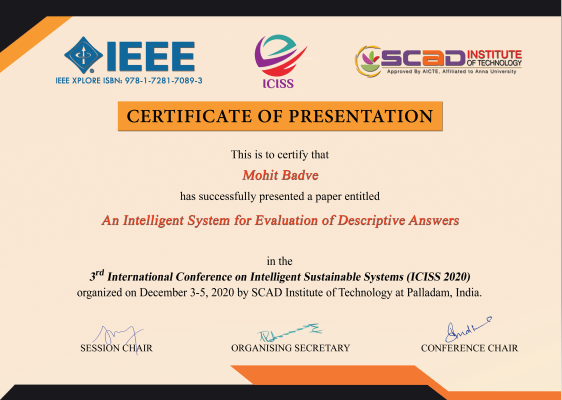 IEEE
IEEE XPLORE ISBN: 978-1-7281-7089-3
ICISS
SCAD INSTITUTE OF TECHNOLOGY
Approved By AICTE, Affiliated to Anna University
CERTIFICATE OF PRESENTATION
This is to certify that
Mohit Badve
has successfully presented a paper entitled
An Intelligent System for Evaluation of Descriptive Answers
in the
3rd International Conference on Intelligent Sustainable Systems (ICISS 2020)
organized on December 3-5, 2020 by SCAD Institute of Technology at Palladam, India.
SESSION CHAIR
ORGANISING SECRETARY
CONFERENCE CHAIR